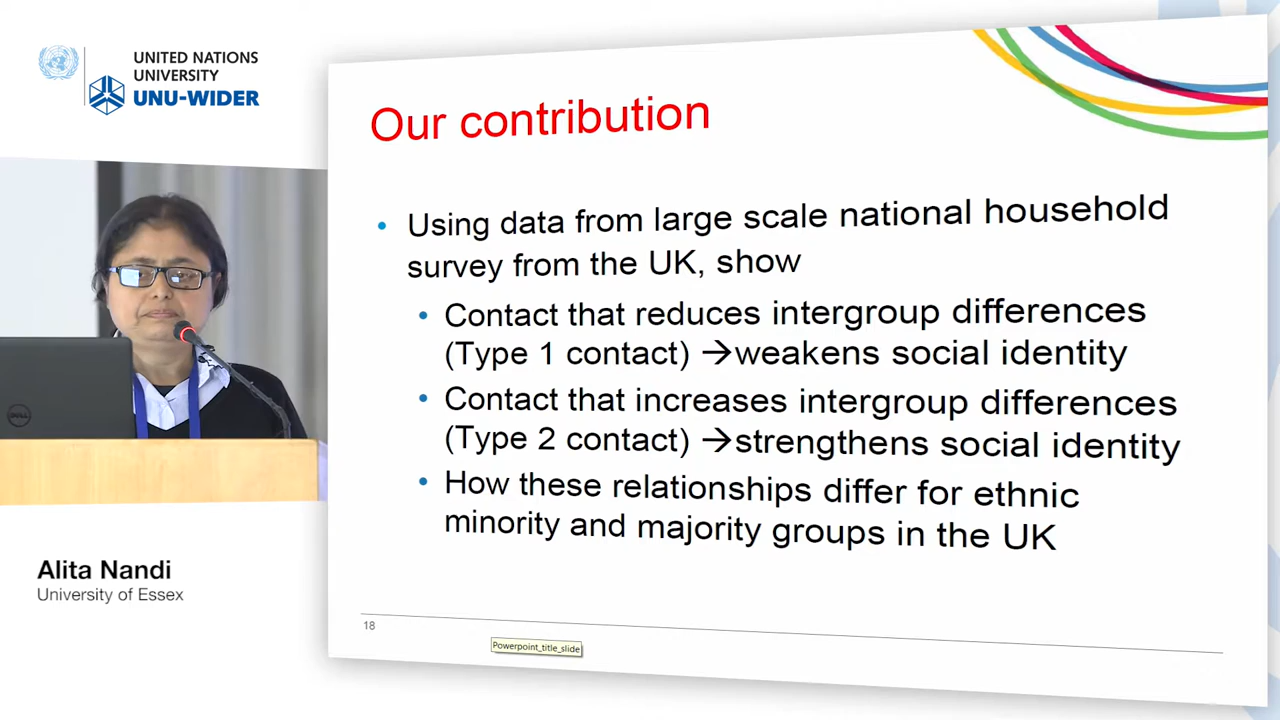 UNITED NATIONS
UNIVERSITY
UNU-WIDER
Our contribution
• Using data from large scale national household
survey from the UK, show
• Contact that reduces intergroup differences
(Type 1 contact) →weakens social identity
• Contact that increases intergroup differences
(Type 2 contact) →strengthens social identity
• How these relationships differ for ethnic
minority and majority groups in the UK
DELL
Alita Nandi
University of Essex
18
Powerpoint_title_slide